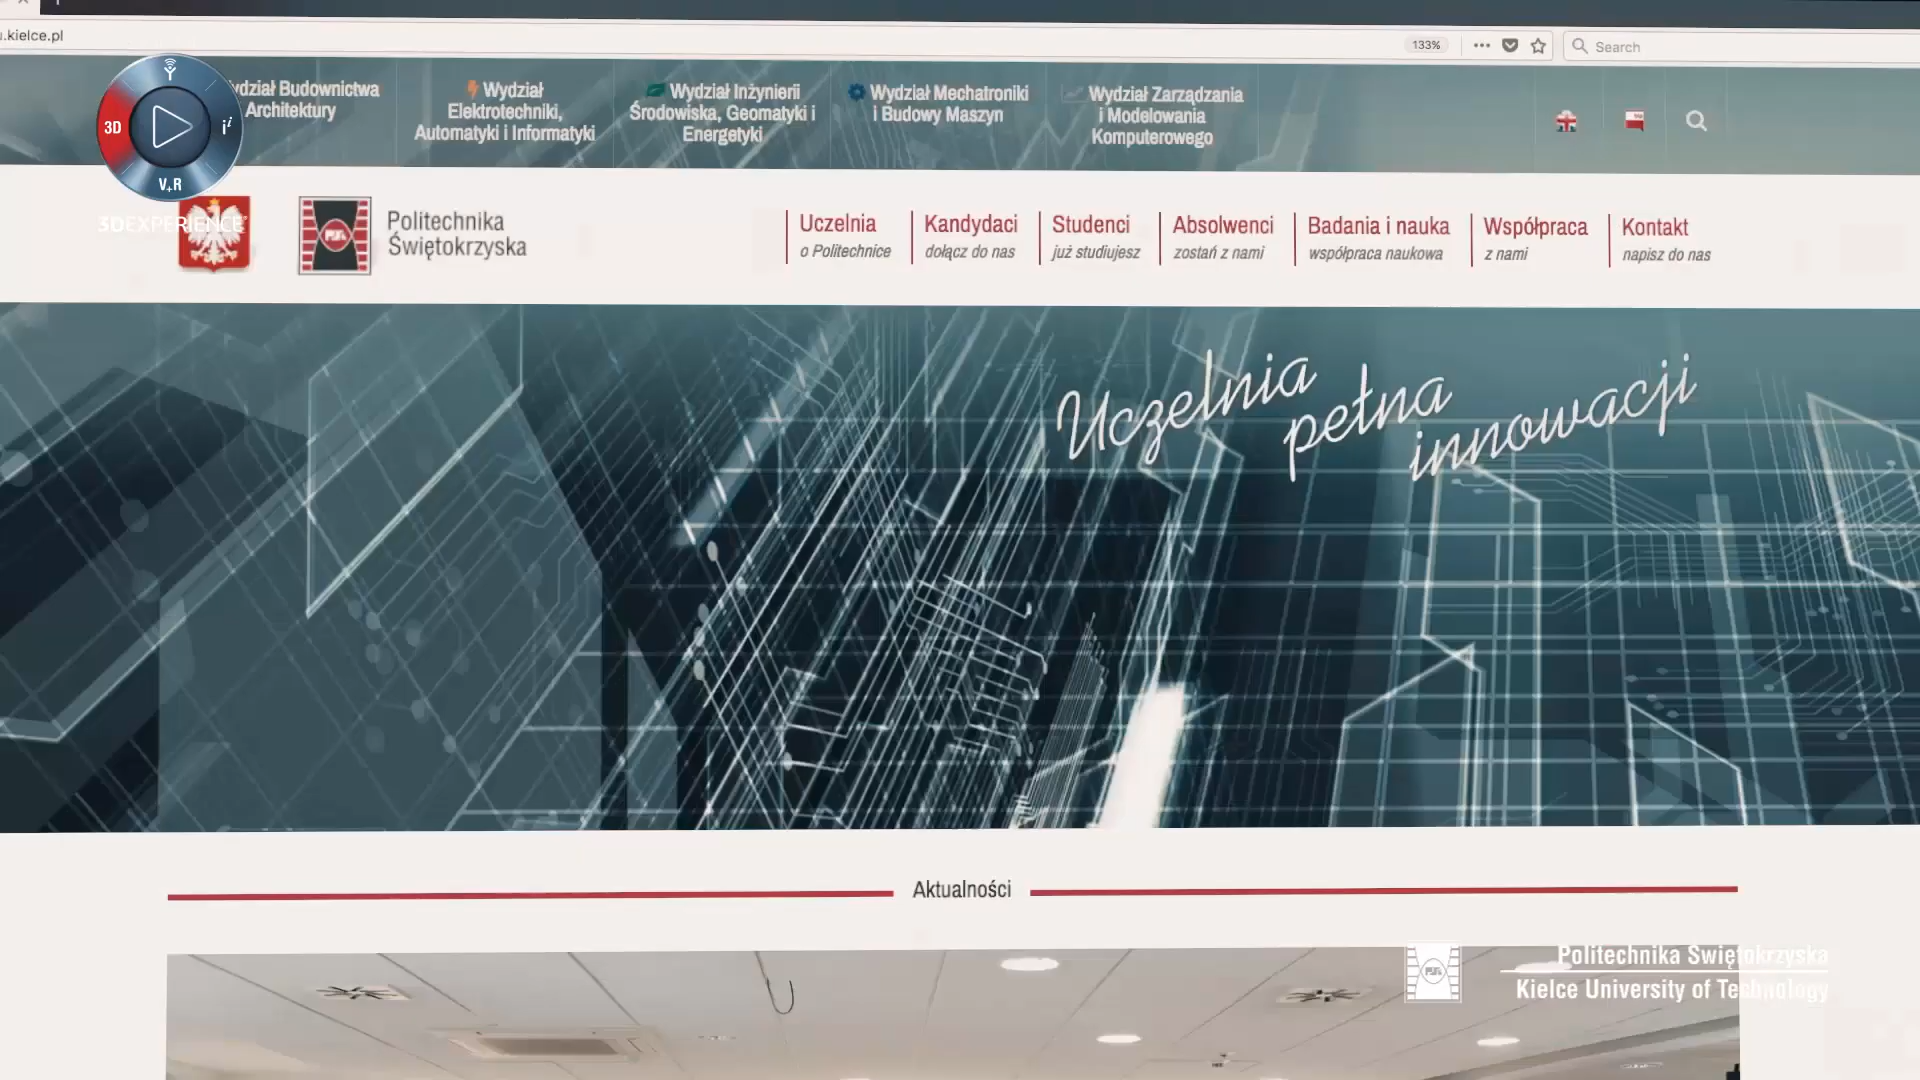 .kielce.pl
133%
Search
3D
i
V+R
3DEXPERIENCE
dział Budownictwa
Architektury
Wydział
Elektrotechniki,
Automatyki i Informatyki
Wydział Inżynierii
Środowiska, Geomatyki i
Energetyki
Wydział Mechatroniki
i Budowy Maszyn
Wydział Zarządzania
i Modelowania
Komputerowego
Politechnika
Świętokrzyska
Uczelnia
o Politechnice
Kandydaci
dołącz do nas
Studenci
już studiujesz
Absolwenci
zostań z nami
Badania i nauka
współpraca naukowa
Współpraca
z nami
Kontakt
napisz do nas
Uczelnia
pełna
innowacji
Aktualności
Politechnika Świętokrzyska
Kielce University of Technology